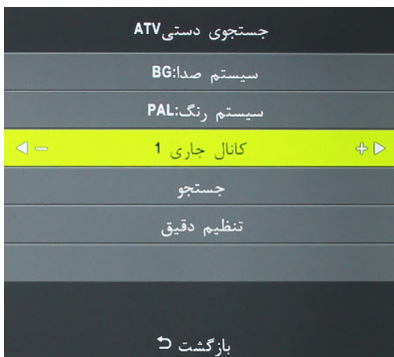 جستجوی دستیATV
سیستم صدا:BG
سیستم رنگ:PAL
− کانال جاری 1 +
جستجو
تنظیم دقیق
بازگشت